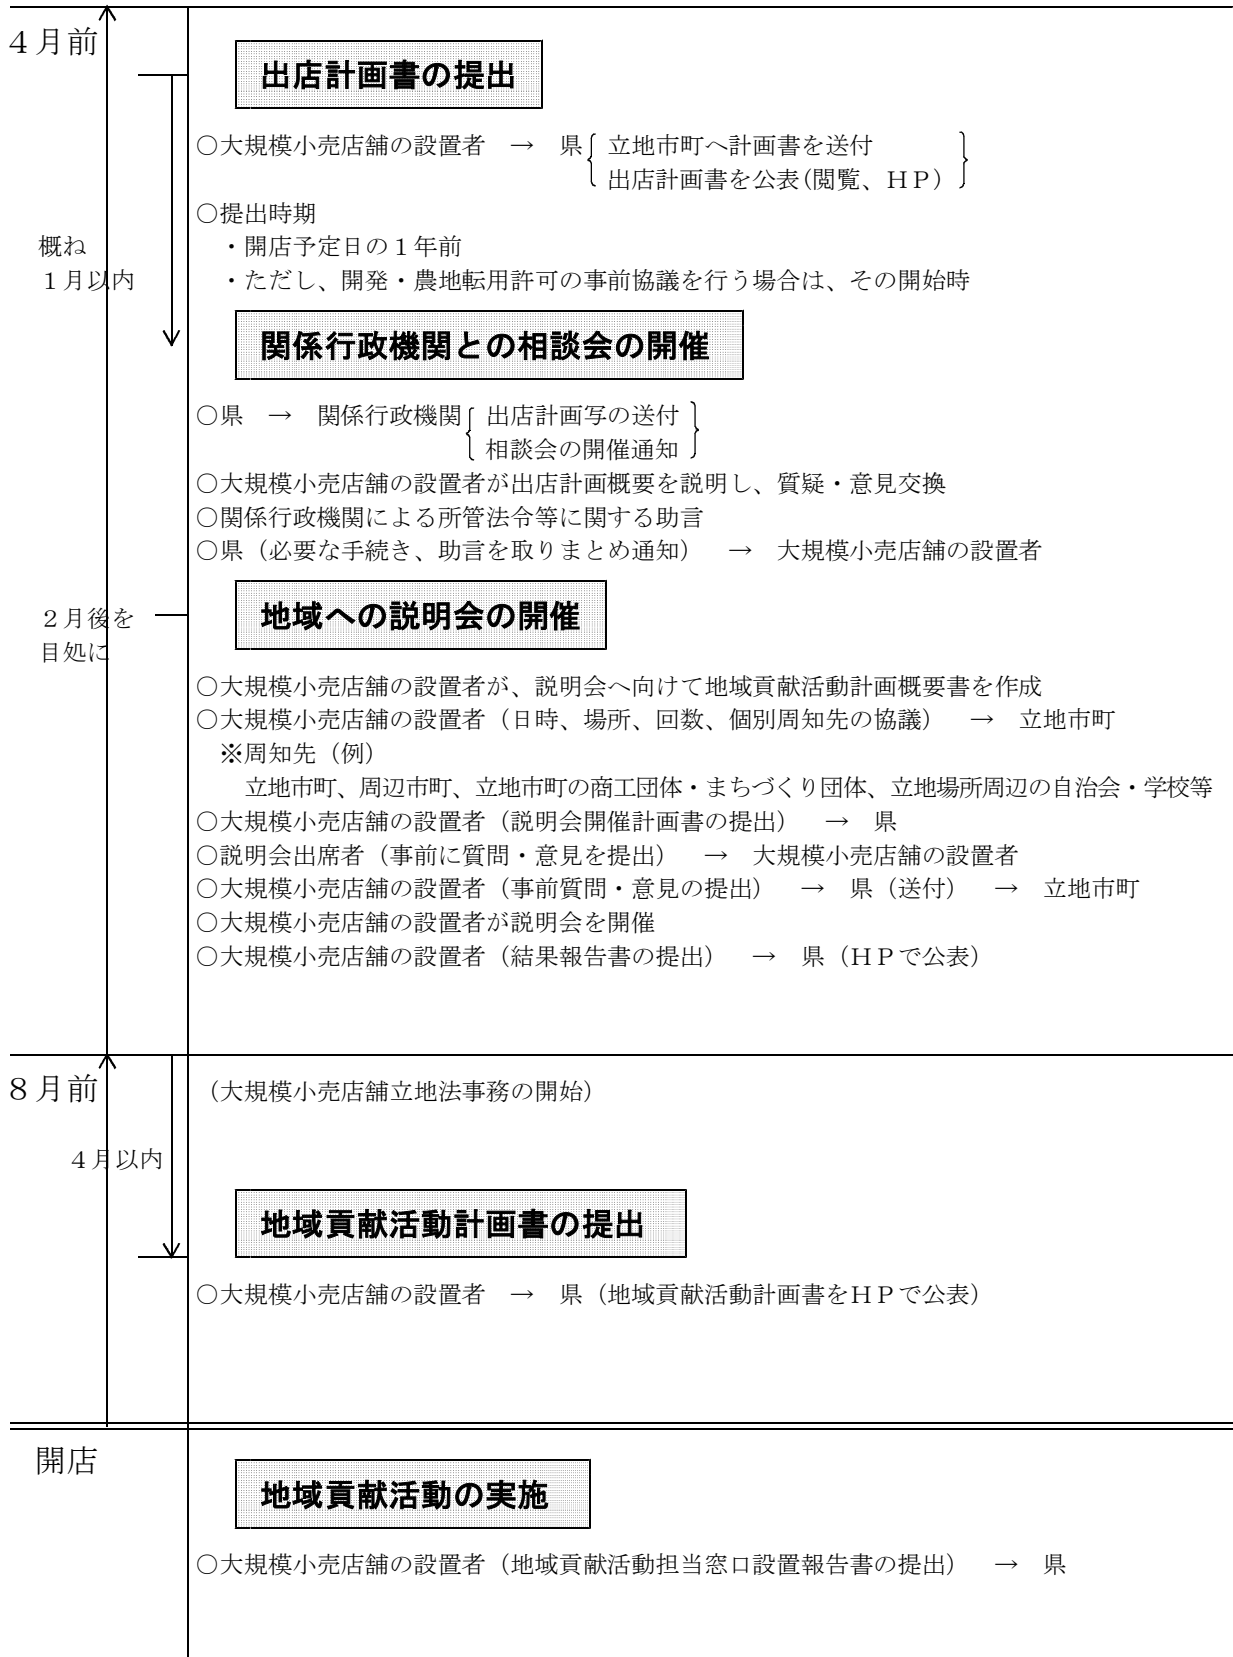 ４月前
出店計画書の提出
○大規模小売店舗の設置者　→　県｛ 立地市町へ計画書を送付
出店計画書を公表(閲覧、ＨＰ) ｝
○提出時期
概ね
・開店予定日の１年前
１月以内
・ただし、開発・農地転用許可の事前協議を行う場合は、その開始時
関係行政機関との相談会の開催
○県　→　関係行政機関｛ 出店計画写の送付
相談会の開催通知 ｝
○大規模小売店舗の設置者が出店計画概要を説明し、質疑・意見交換
○関係行政機関による所管法令等に関する助言
○県（必要な手続き、助言を取りまとめ通知）　→　大規模小売店舗の設置者
２月後を
目処に
地域への説明会の開催
○大規模小売店舗の設置者が、説明会へ向けて地域貢献活動計画概要書を作成
○大規模小売店舗の設置者（日時、場所、回数、個別周知先の協議）　→　立地市町
※周知先（例）
立地市町、周辺市町、立地市町の商工団体・まちづくり団体、立地場所周辺の自治会・学校等
○大規模小売店舗の設置者（説明会開催計画書の提出）　→　県
○説明会出席者（事前に質問・意見を提出）　→　大規模小売店舗の設置者
○大規模小売店舗の設置者（事前質問・意見の提出）　→　県（送付）　→　立地市町
○大規模小売店舗の設置者が説明会を開催
○大規模小売店舗の設置者（結果報告書の提出）　→　県（ＨＰで公表）
８月前
（大規模小売店舗立地法事務の開始）
４月以内
地域貢献活動計画書の提出
○大規模小売店舗の設置者　→　県（地域貢献活動計画書をＨＰで公表）
開店
地域貢献活動の実施
○大規模小売店舗の設置者（地域貢献活動担当窓口設置報告書の提出）　→　県